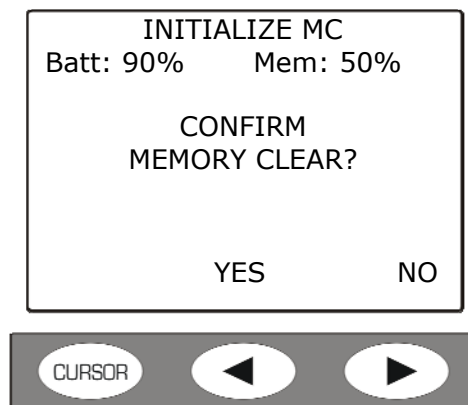 INITIALIZE MC
Batt: 90% Mem: 50%
CONFIRM
MEMORY CLEAR?
YES NO
CURSOR